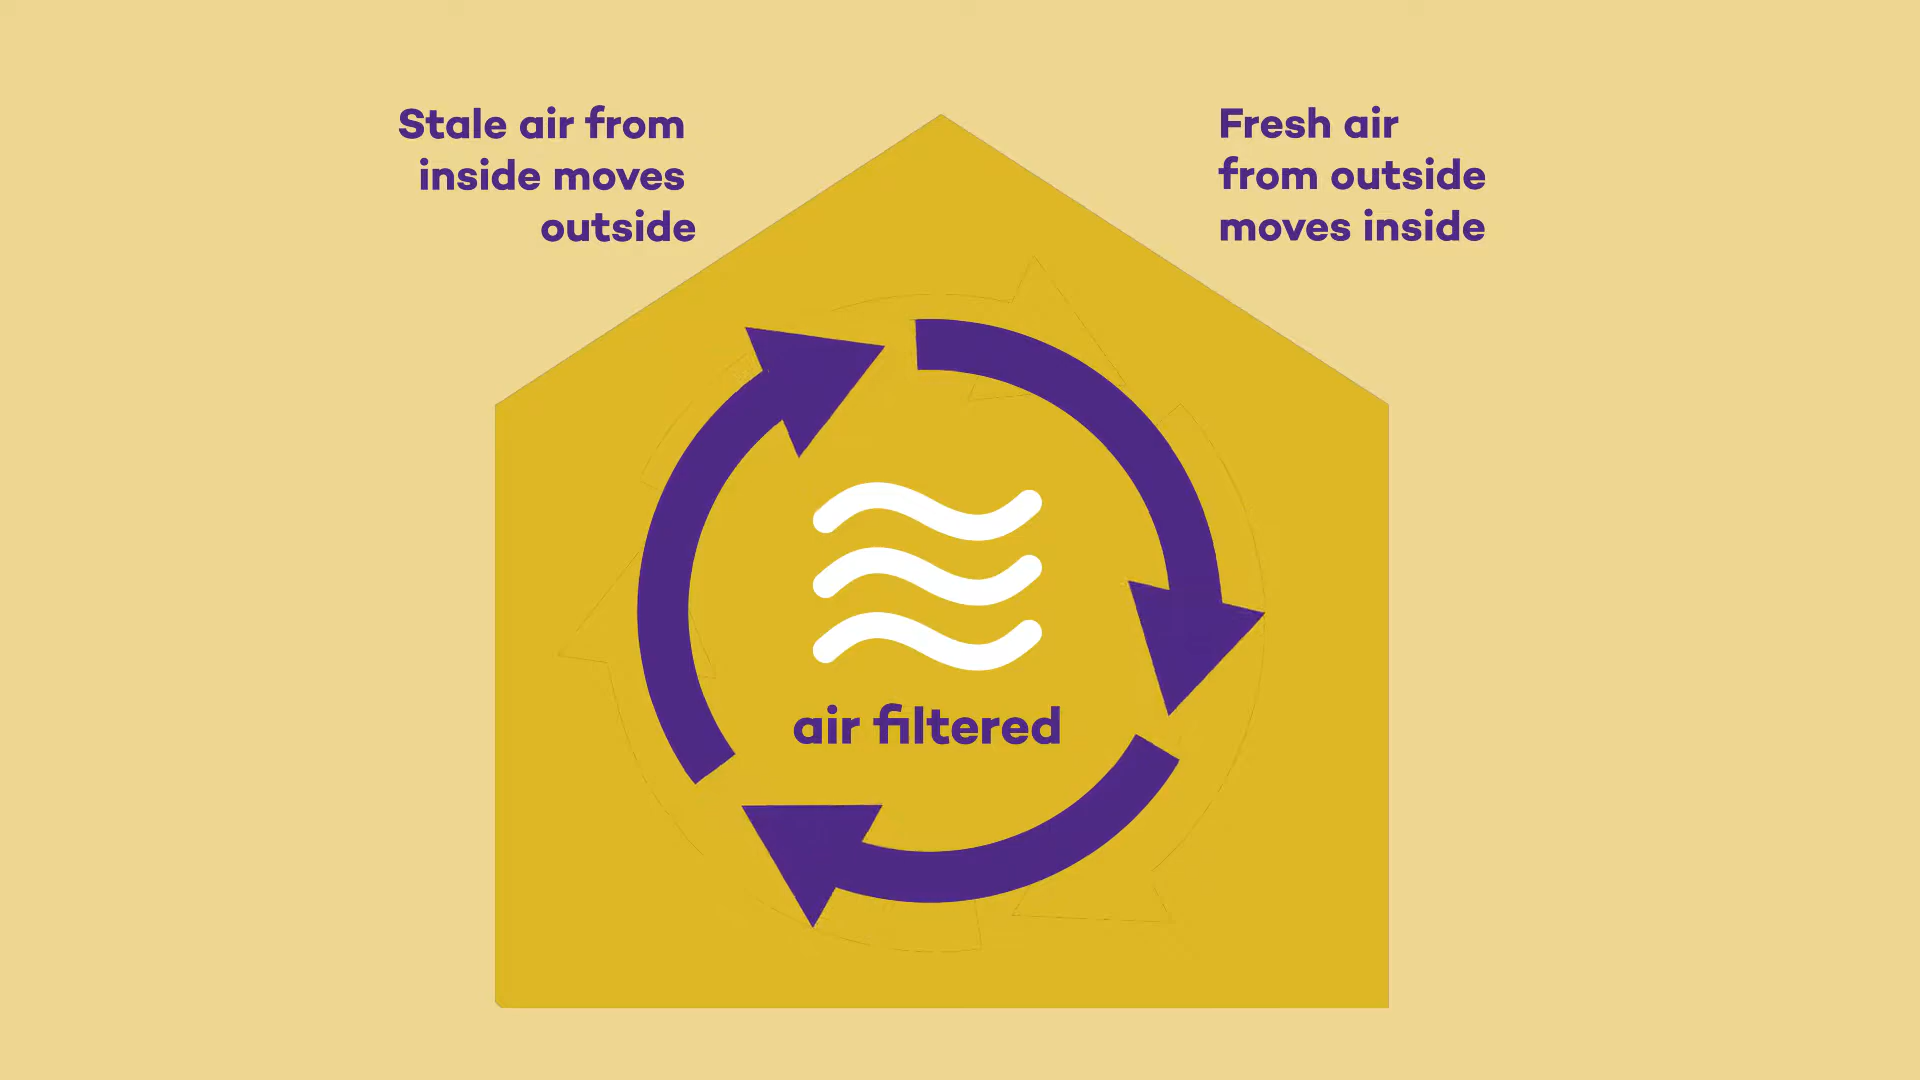 Stale air from
inside moves
outside
Fresh air
from outside
moves inside
air filtered